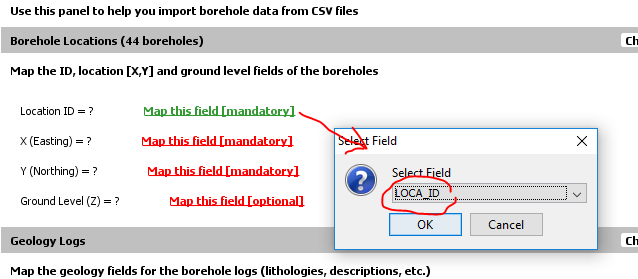 Use this panel to help you import borehole data from CSV files
Borehole Locations (44 boreholes)
Map the ID, location [X,Y] and ground level fields of the boreholes
Location ID = ? Map this field [mandatory]
X (Easting) = ? Map this field [mandatory]
Y (Northing) = ? Map this field [mandatory]
Ground Level (Z) = ? Map this field [optional]
Select Field
Select Field
LOCA_ID
OK Cancel
Geology Logs
Map the geology fields for the borehole logs (lithologies, descriptions, etc.)